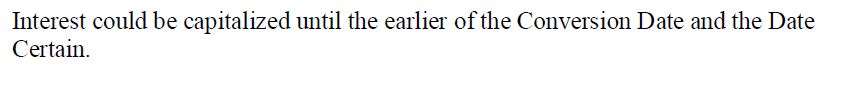 Interest could be capitalized until the earlier of the Conversion Date and the Date
Certain.